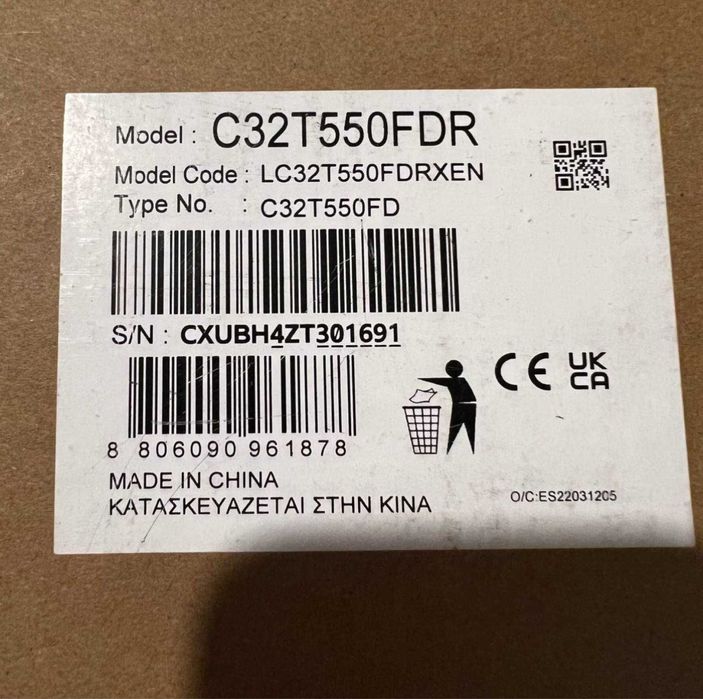 Model : C32T550FDR
Model Code : LC32T550FDRXEN
Type No. : C32T550FD
S/N : CXUBH4ZT301691
8 806090 961878
CE UK CA
MADE IN CHINA
ΚΑΤΑΣΚΕΥΑΖΕΤΑΙ ΣΤΗΝ ΚΙΝΑ
O/C:ES22031205